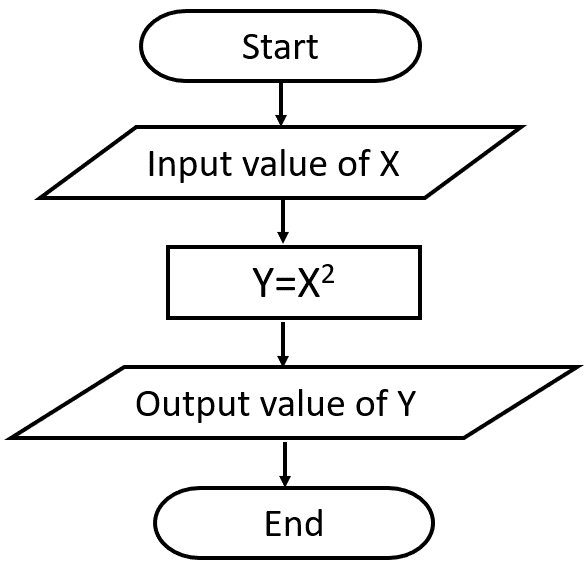 Start
Input value of X
Y=X²
Output value of Y
End